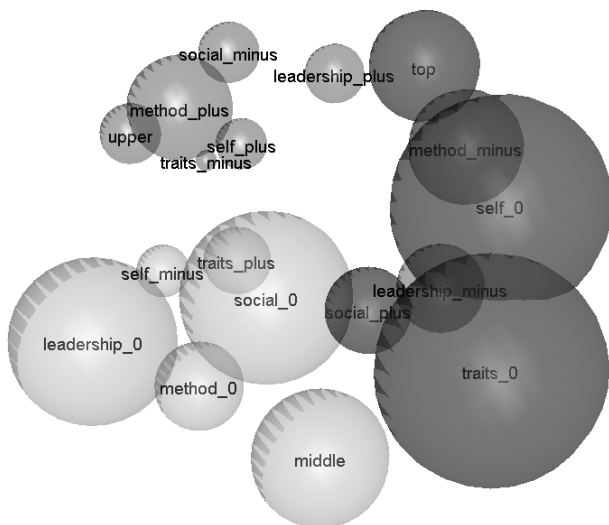 social_minus
leadership_plus
top
method_plus
upper
self_plus
traits_minus
method_minus
self_0
traits_plus
self_minus
social_0
leadership_minus
social_plus
leadership_0
method_0
traits_0
middle